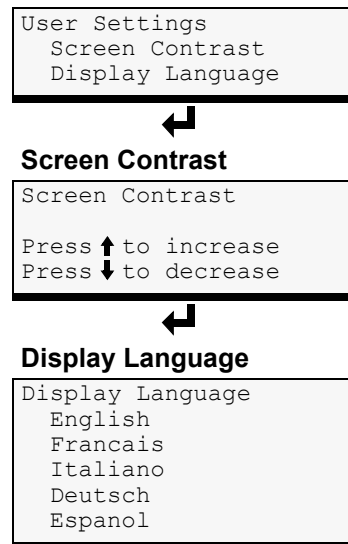 User Settings
Screen Contrast
Display Language
Screen Contrast
Screen Contrast
Press ↑ to increase
Press ↓ to decrease
Display Language
Display Language
English
Francais
Italiano
Deutsch
Espanol